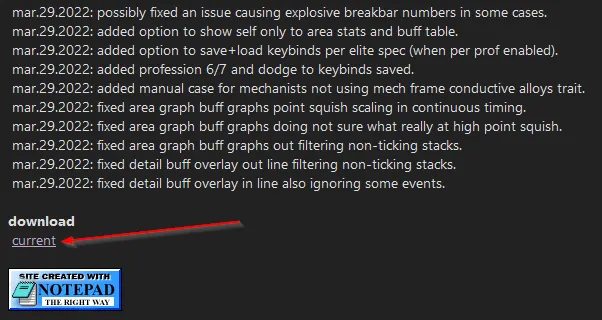 mar.29.2022: possibly fixed an issue causing explosive breakbar numbers in some cases.
mar.29.2022: added option to show self only to area stats and buff table.
mar.29.2022: added option to save+load keybinds per elite spec (when per prof enabled).
mar.29.2022: added profession 6/7 and dodge to keybinds saved.
mar.29.2022: added manual case for mechanists not using mech frame conductive alloys trait.
mar.29.2022: fixed area graph buff graphs point squish scaling in continuous timing.
mar.29.2022: fixed area graph buff graphs doing not sure what really at high point squish.
mar.29.2022: fixed area graph buff graphs out filtering non-ticking stacks.
mar.29.2022: fixed detail buff overlay out line filtering non-ticking stacks.
mar.29.2022: fixed detail buff overlay in line also ignoring some events.
download
current
SITE CREATED WITH
NOTEPAD
THE RIGHT WAY